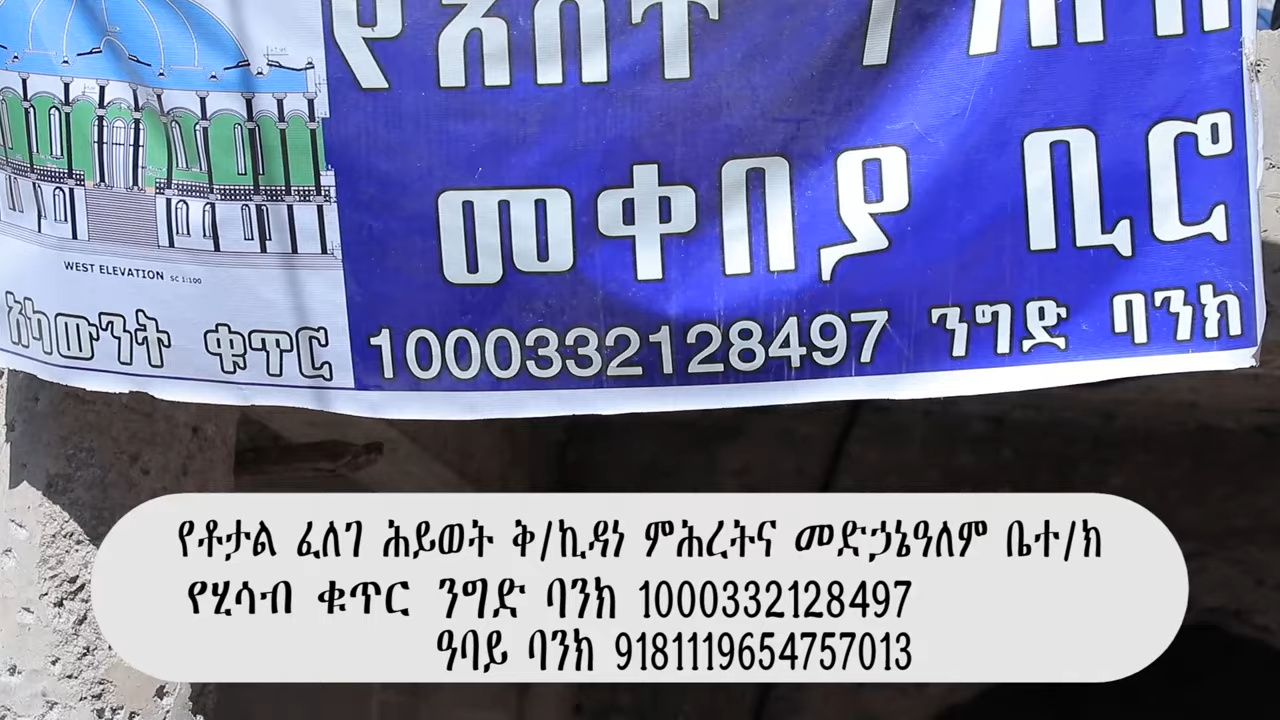 WEST ELEVATION SC 1:100
መቀበያ ቢሮ
አካውንት ቁጥር 1000332128497 ንግድ ባንክ
የቶታል ፈለገ ሕይወት ቅ/ኪዳነ ምሕረትና መድኃኔዓለም ቤተ/ክ
የሂሳብ ቁጥር ንግድ ባንክ 1000332128497
ዓባይ ባንክ 9181119654757013